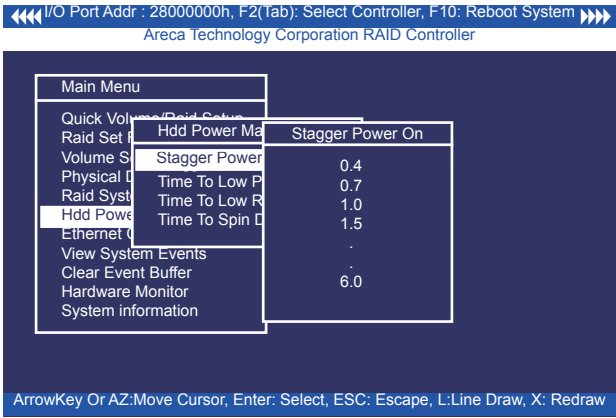 I/O Port Addr : 28000000h, F2(Tab): Select Controller, F10: Reboot System
Areca Technology Corporation RAID Controller
Main Menu
Quick Volume/Raid Setup
Raid Set
Volume S
Physical D
Raid Syst
Hdd Powe
Ethernet
View System Events
Clear Event Buffer
Hardware Monitor
System information
Hdd Power Ma
Stagger Power
Time To Low P
Time To Low R
Time To Spin D
Stagger Power On
0.4
0.7
1.0
1.5
.
.
6.0
ArrowKey Or AZ:Move Cursor, Enter: Select, ESC: Escape, L:Line Draw, X: Redraw